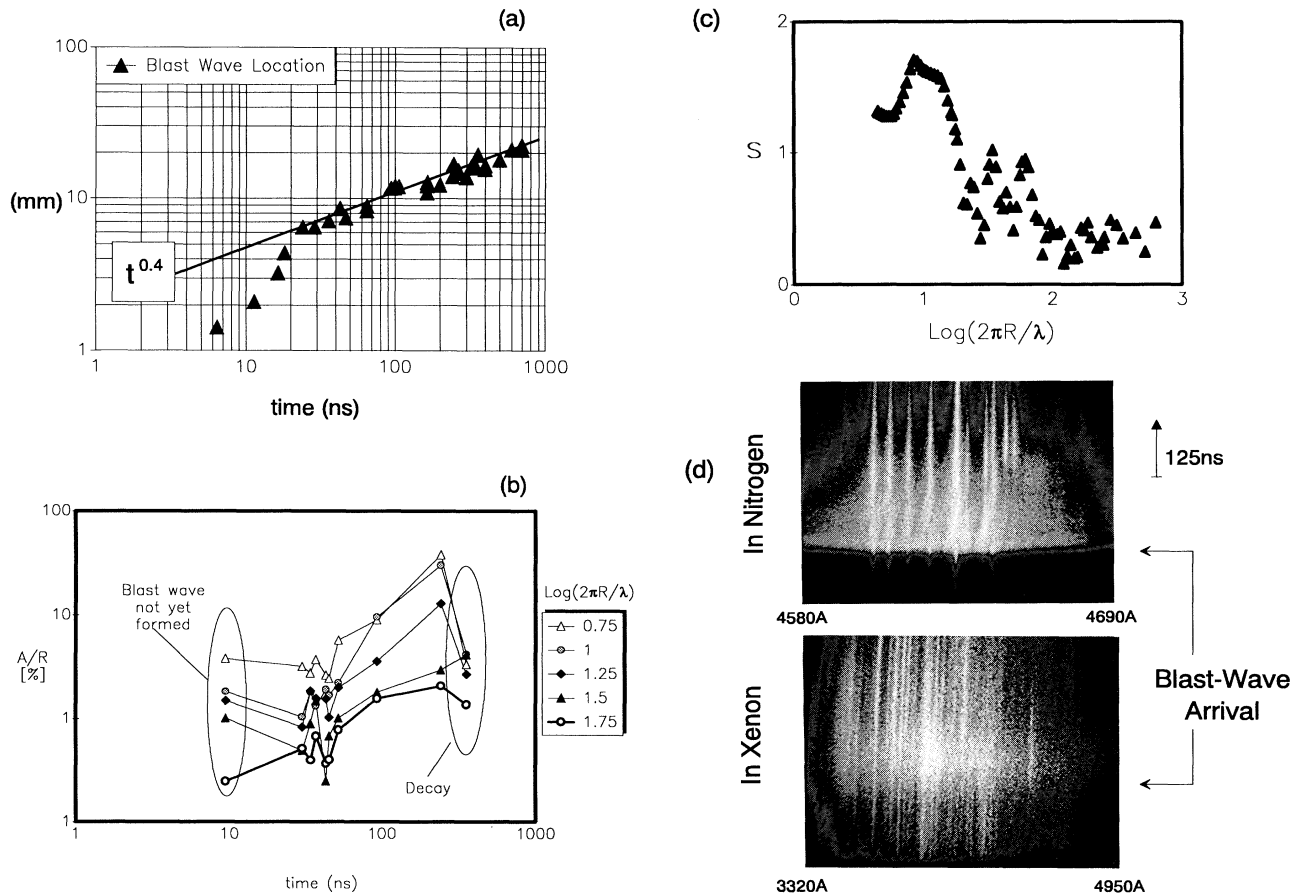 (a)
100
Blast Wave Location
(mm)
10
t^0.4
1
1
10
100
1000
time (ns)
(b)
100
10
A/R
[%]
1
1
Blast wave
not yet
formed
Decay
Log(2πR/λ)
0.75
1
1.25
1.5
1.75
1
10
100
1000
time (ns)
(c)
2
S
1
0
0
1
2
3
Log(2πR/λ)
(d)
In Nitrogen
125ns
4580A
4690A
In Xenon
Blast-Wave
Arrival
3320A
4950A